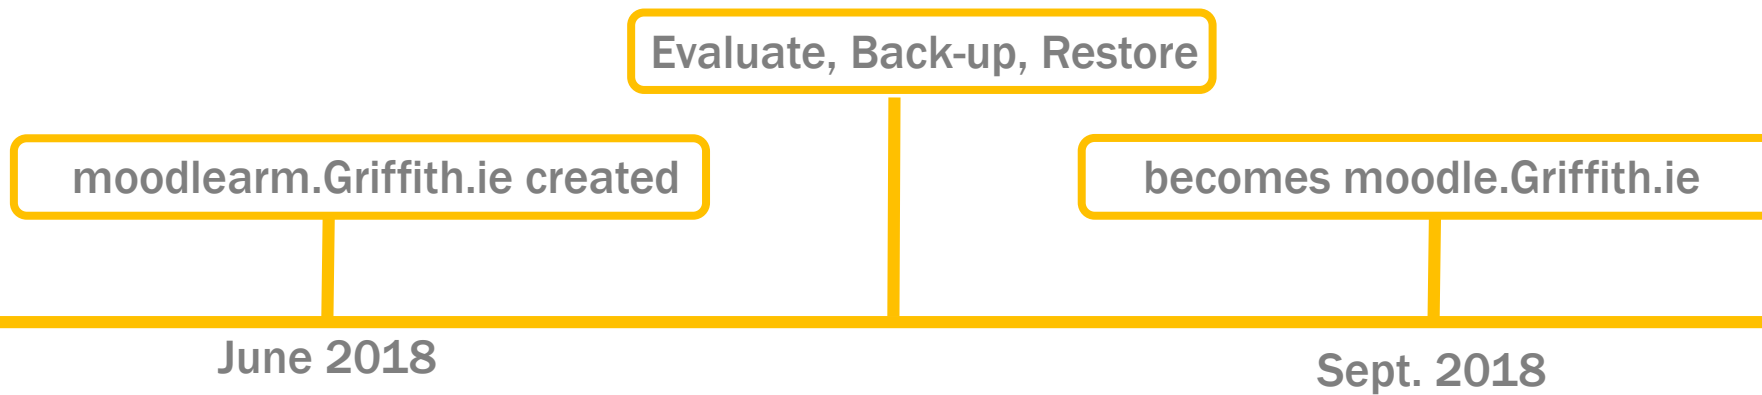 Evaluate, Back-up, Restore
moodlearm.Griffith.ie created
becomes moodle.Griffith.ie
June 2018
Sept. 2018